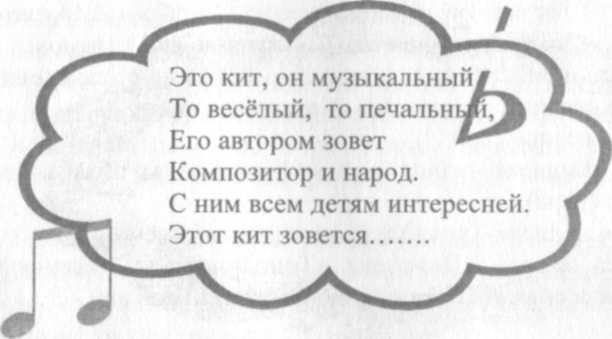 Это кит, он музыкальный
То весёлый, то печальный,
Его автором зовет
Композитор и народ.
С ним всем детям интересней.
Этот кит зовется........